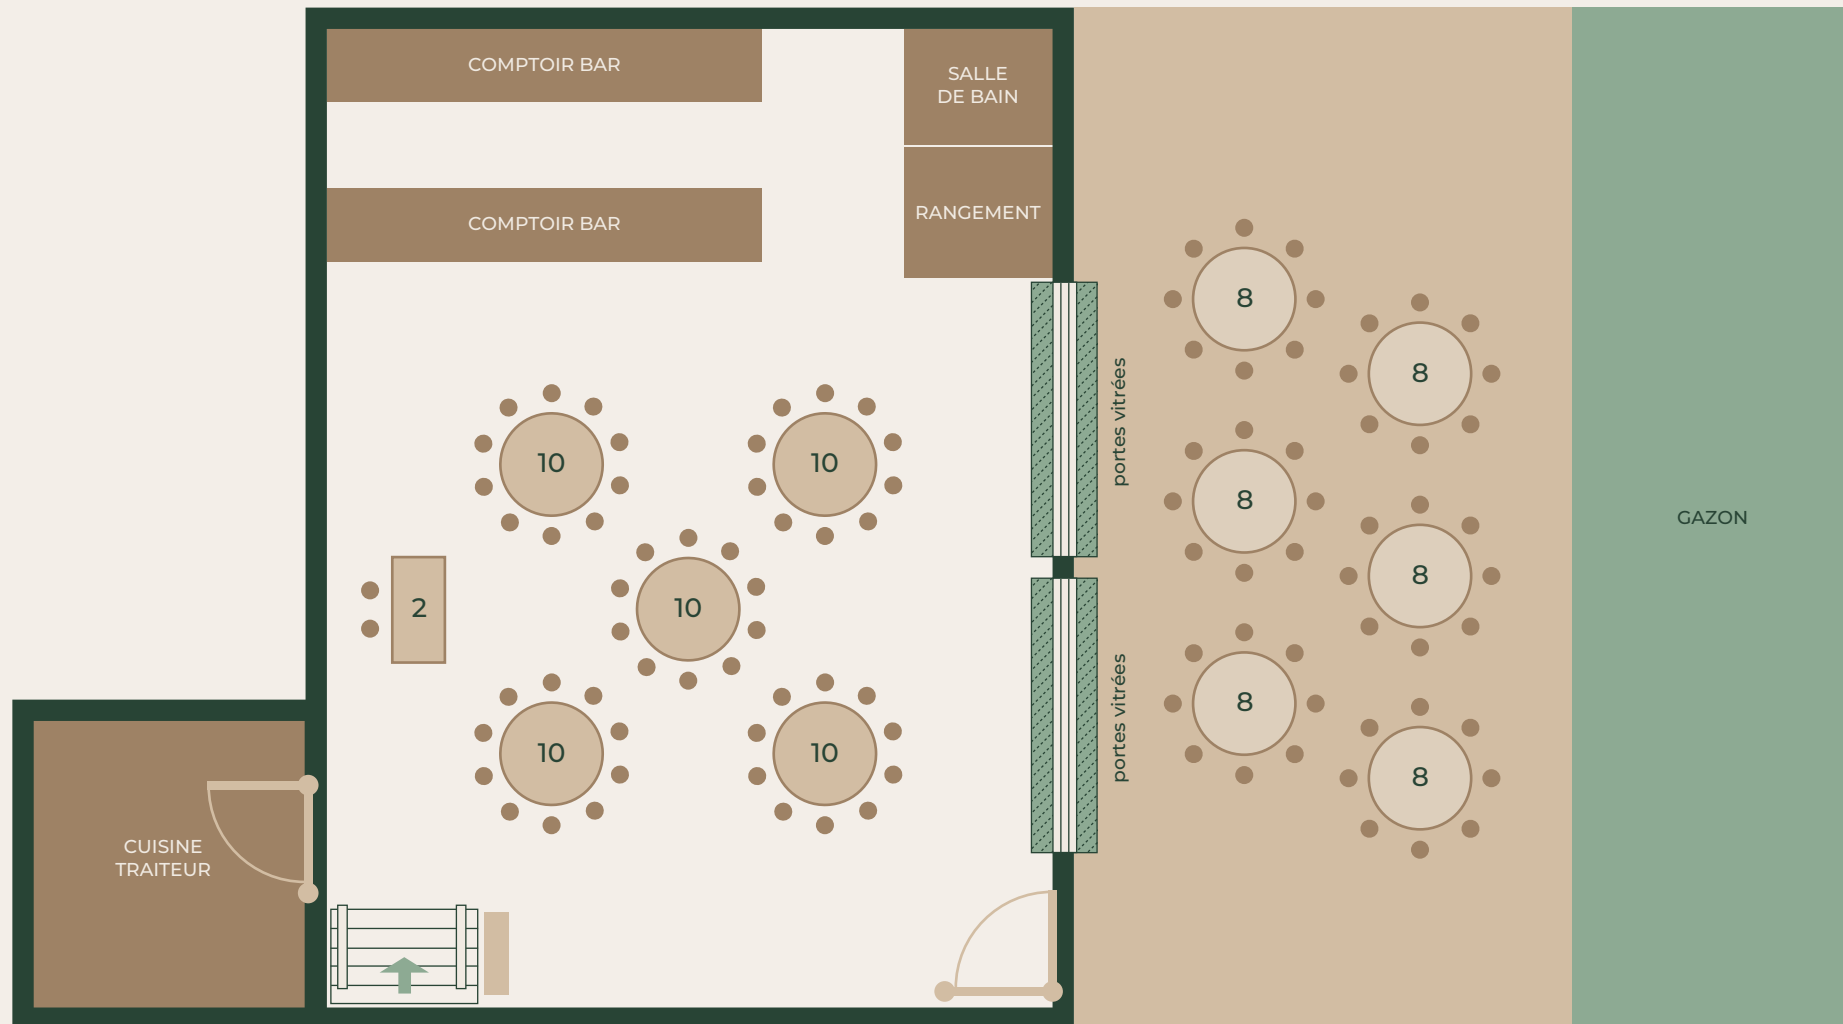 COMPTOIR BAR
SALLE
DE BAIN
COMPTOIR BAR
RANGEMENT
portes vitrées
portes vitrées
10
10
10
10
10
2
8
8
8
8
8
8
GAZON
CUISINE
TRAITEUR